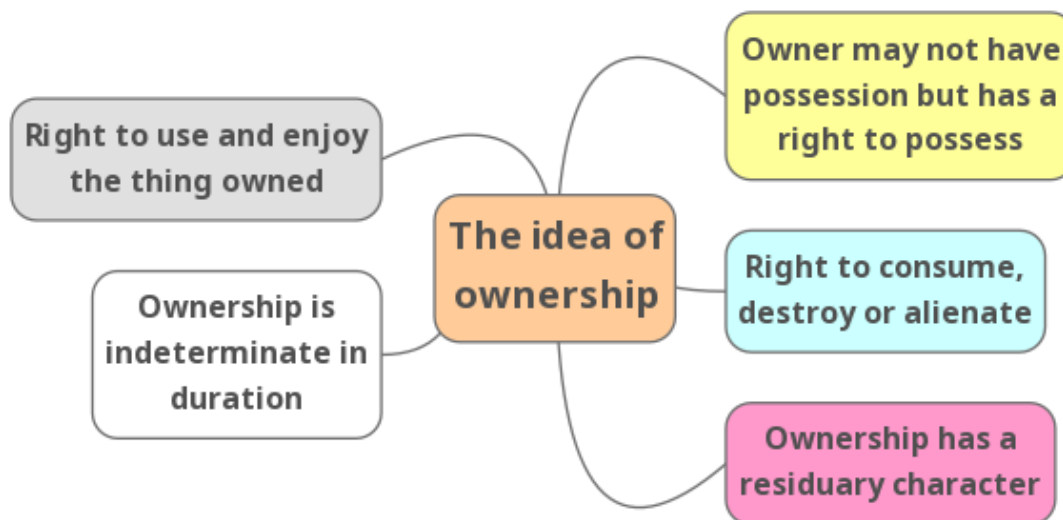 Owner may not have
possession but has a
right to possess
Right to use and enjoy
the thing owned
The idea of
ownership
Right to consume,
destroy or alienate
Ownership is
indeterminate in
duration
Ownership has a
residuary character